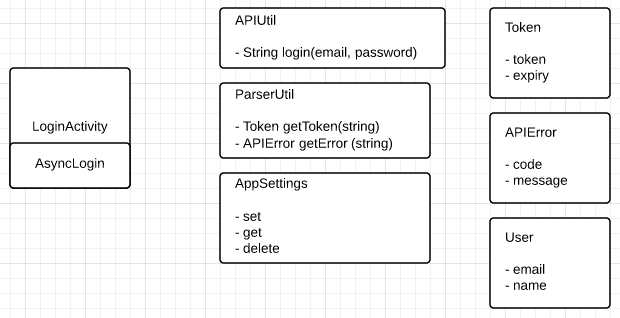 LoginActivity
AsyncLogin
APIUtil
- String login(email, password)
ParserUtil
- Token getToken(string)
- APIError getError (string)
AppSettings
- set
- get
- delete
Token
- token
- expiry
APIError
- code
- message
User
- email
- name